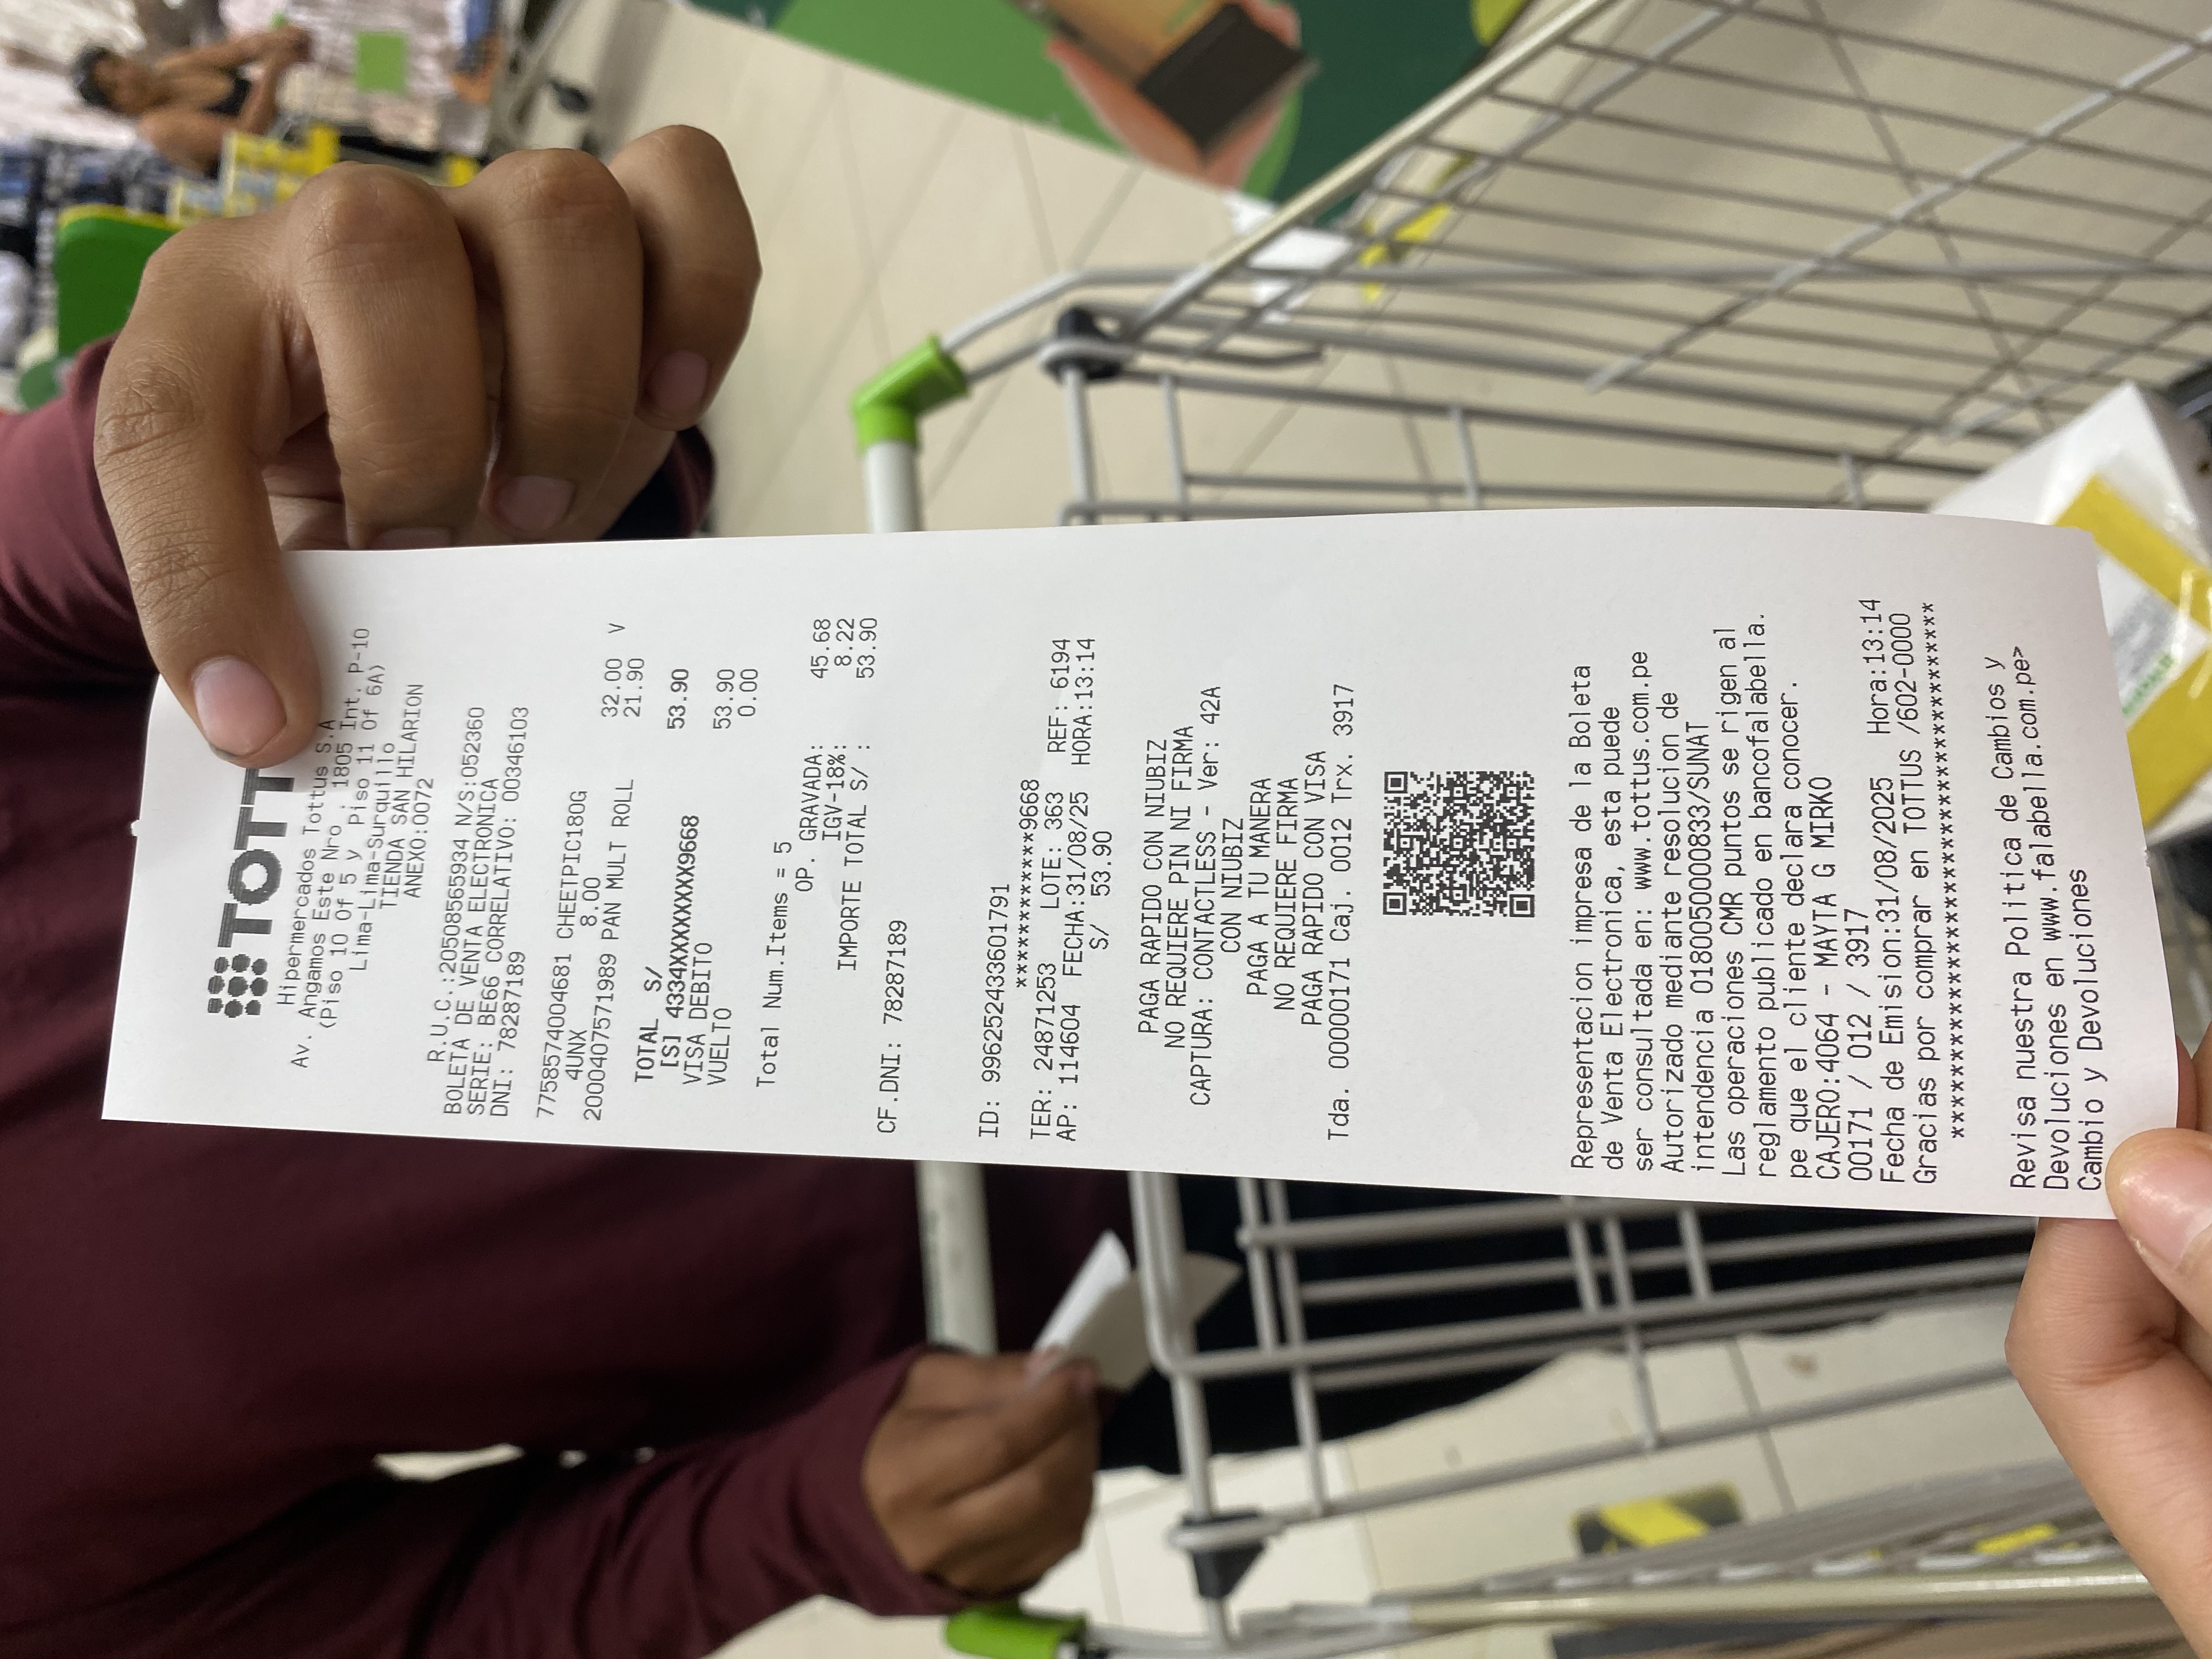 TOTT
Hipermercados Tottus S.A
Av. Angamos Este Nro . 1805 Int. P-10
(Piso 10 Of 5 y Piso 11 Of 6A)
Lima-Lima-Surquillo
TIENDA SAN HILARION
ANEXO:0072
R.U.C.:20508565934 N/S:052360
BOLETA DE VENTA ELECTRONICA
SERIE: BE66 CORRELATIVO: 00346103
DNI: 78287189
7758574004681 CHEETPIC180G
4UNX 8.00 32.00 V
2000407571989 PAN MULT ROLL 21.90
TOTAL S/ 53.90
[S] 4334XXXXXXXX9668
VISA DEBITO 53.90
VUELTO 0.00
Total Num.Items = 5
OP. GRAVADA: 45.68
IGV-18%: 8.22
IMPORTE TOTAL S/ : 53.90
CF.DNI: 78287189
ID: 996252433601791
************9668
TER: 24871253 LOTE: 363 REF: 6194
AP: 114604 FECHA:31/08/25 HORA:13:14
S/ 53.90
PAGA RAPIDO CON NIUBIZ
NO REQUIERE PIN NI FIRMA
CAPTURA: CONTACTLESS - Ver: 42A
CON NIUBIZ
PAGA A TU MANERA
NO REQUIERE FIRMA
PAGA RAPIDO CON VISA
Tda. 00000171 Caj. 0012 Trx. 3917
Representacion impresa de la Boleta
de Venta Electronica, esta puede
ser consultada en: www.tottus.com.pe
Autorizado mediante resolucion de
intendencia 0180050000833/SUNAT
Las operaciones CMR puntos se rigen al
reglamento publicado en bancofalabella.
pe que el cliente declara conocer.
CAJERO:4064 - MAYTA G MIRKO
00171 / 012 / 3917
Fecha de Emision:31/08/2025 Hora:13:14
Gracias por comprar en TOTTUS /602-0000
***************************************
Revisa nuestra Politica de Cambios y
Devoluciones en www.falabella.com.pe>
Cambio y Devoluciones